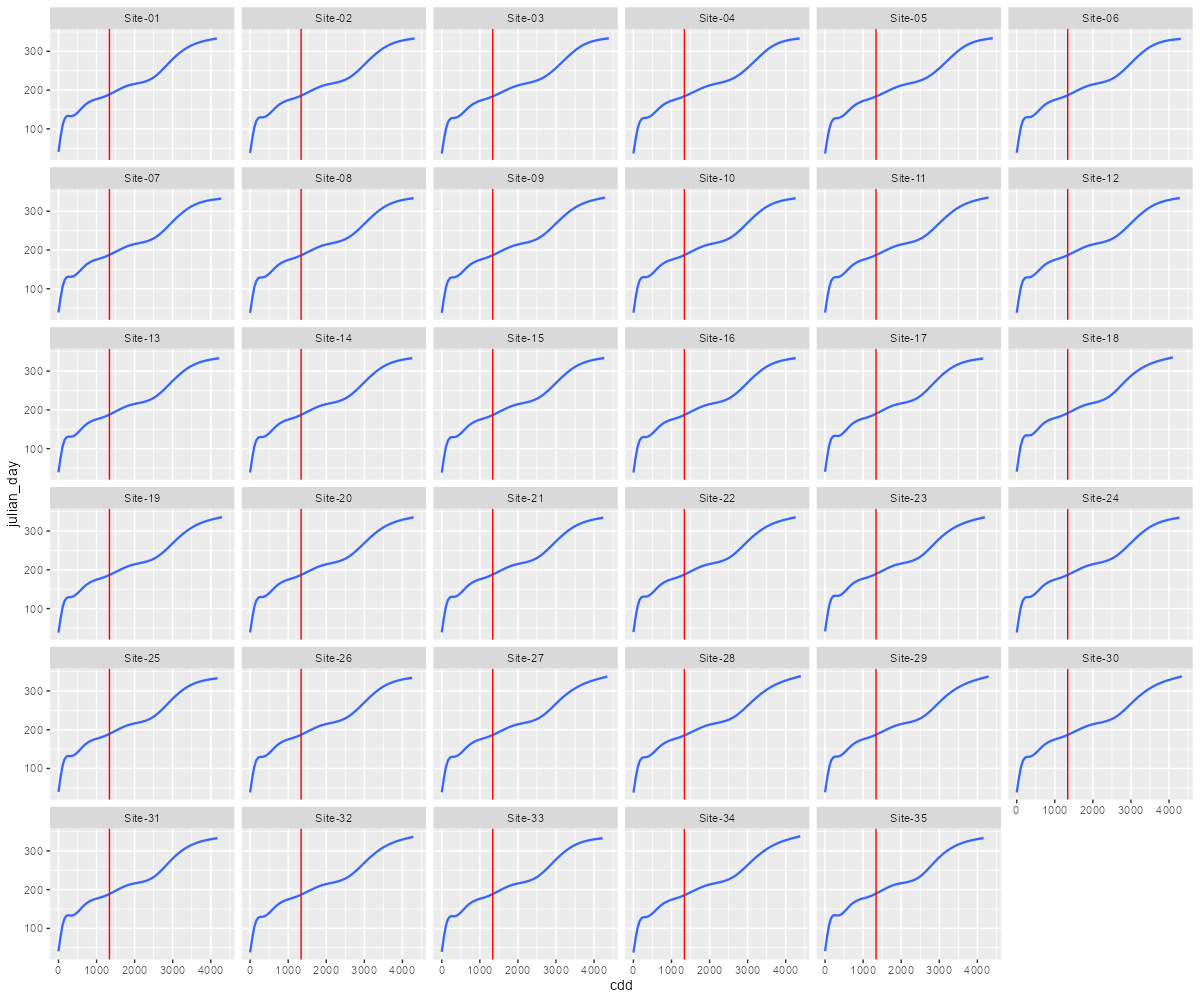 Site-01 Site-02 Site-03 Site-04 Site-05 Site-06
300
200
100
Site-07 Site-08 Site-09 Site-10 Site-11 Site-12
300
200
100
Site-13 Site-14 Site-15 Site-16 Site-17 Site-18
300
200
100
julian_day
Site-19 Site-20 Site-21 Site-22 Site-23 Site-24
300
200
100
Site-25 Site-26 Site-27 Site-28 Site-29 Site-30
300
200
100
0 1000 2000 3000 4000
Site-31 Site-32 Site-33 Site-34 Site-35
300
200
100
0 1000 2000 3000 4000 0 1000 2000 3000 4000 0 1000 2000 3000 4000 0 1000 2000 3000 4000 0 1000 2000 3000 4000
cdd